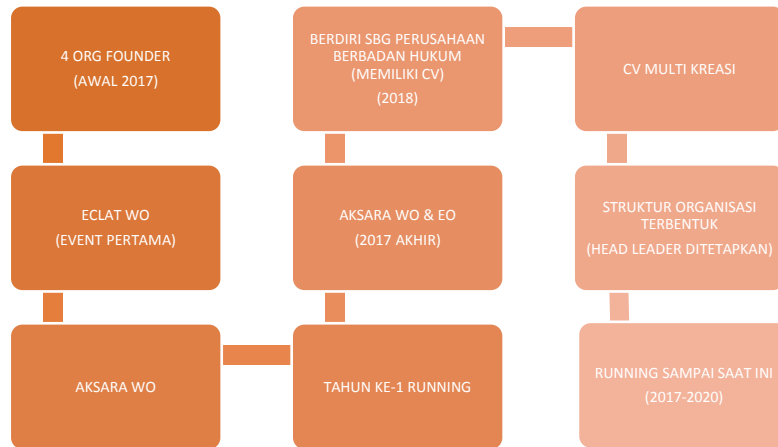 4 ORG FOUNDER
(AWAL 2017)
ECLAT WO
(EVENT PERTAMA)
AKSARA WO
TAHUN KE-1 RUNNING
AKSARA WO & EO
(2017 AKHIR)
BERDIRI SBG PERUSAHAAN
BERBADAN HUKUM
(MEMILIKI CV)
(2018)
CV MULTI KREASI
STRUKTUR ORGANISASI
TERBENTUK
(HEAD LEADER DITETAPKAN)
RUNNING SAMPAI SAAT INI
(2017-2020)